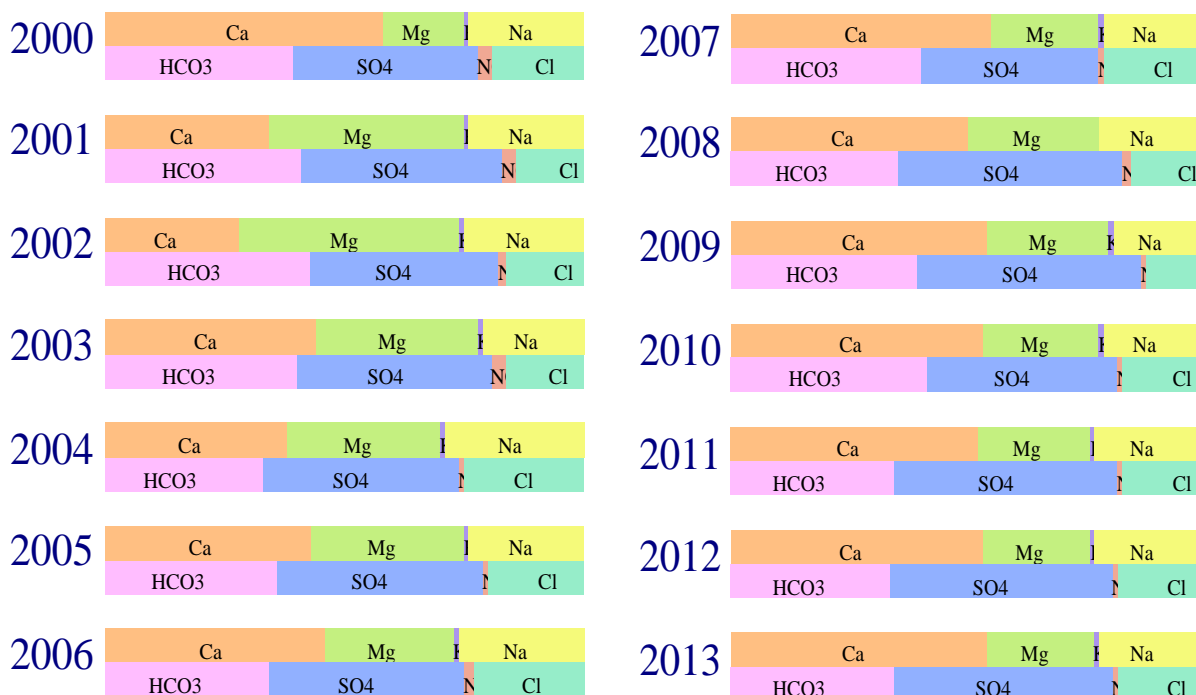 2000
Ca Mg Na
HCO3 SO4 N Cl
2001
Ca Mg Na
HCO3 SO4 N Cl
2002
Ca Mg K Na
HCO3 SO4 N Cl
2003
Ca Mg K Na
HCO3 SO4 N Cl
2004
Ca Mg K Na
HCO3 SO4 N Cl
2005
Ca Mg Na
HCO3 SO4 N Cl
2006
Ca Mg K Na
HCO3 SO4 N Cl
2007
Ca Mg K Na
HCO3 SO4 N Cl
2008
Ca Mg Na
HCO3 SO4 N Cl
2009
Ca Mg K Na
HCO3 SO4 N
2010
Ca Mg K Na
HCO3 SO4 N Cl
2011
Ca Mg Na
HCO3 SO4 N Cl
2012
Ca Mg Na
HCO3 SO4 N Cl
2013
Ca Mg K Na
HCO3 SO4 N Cl